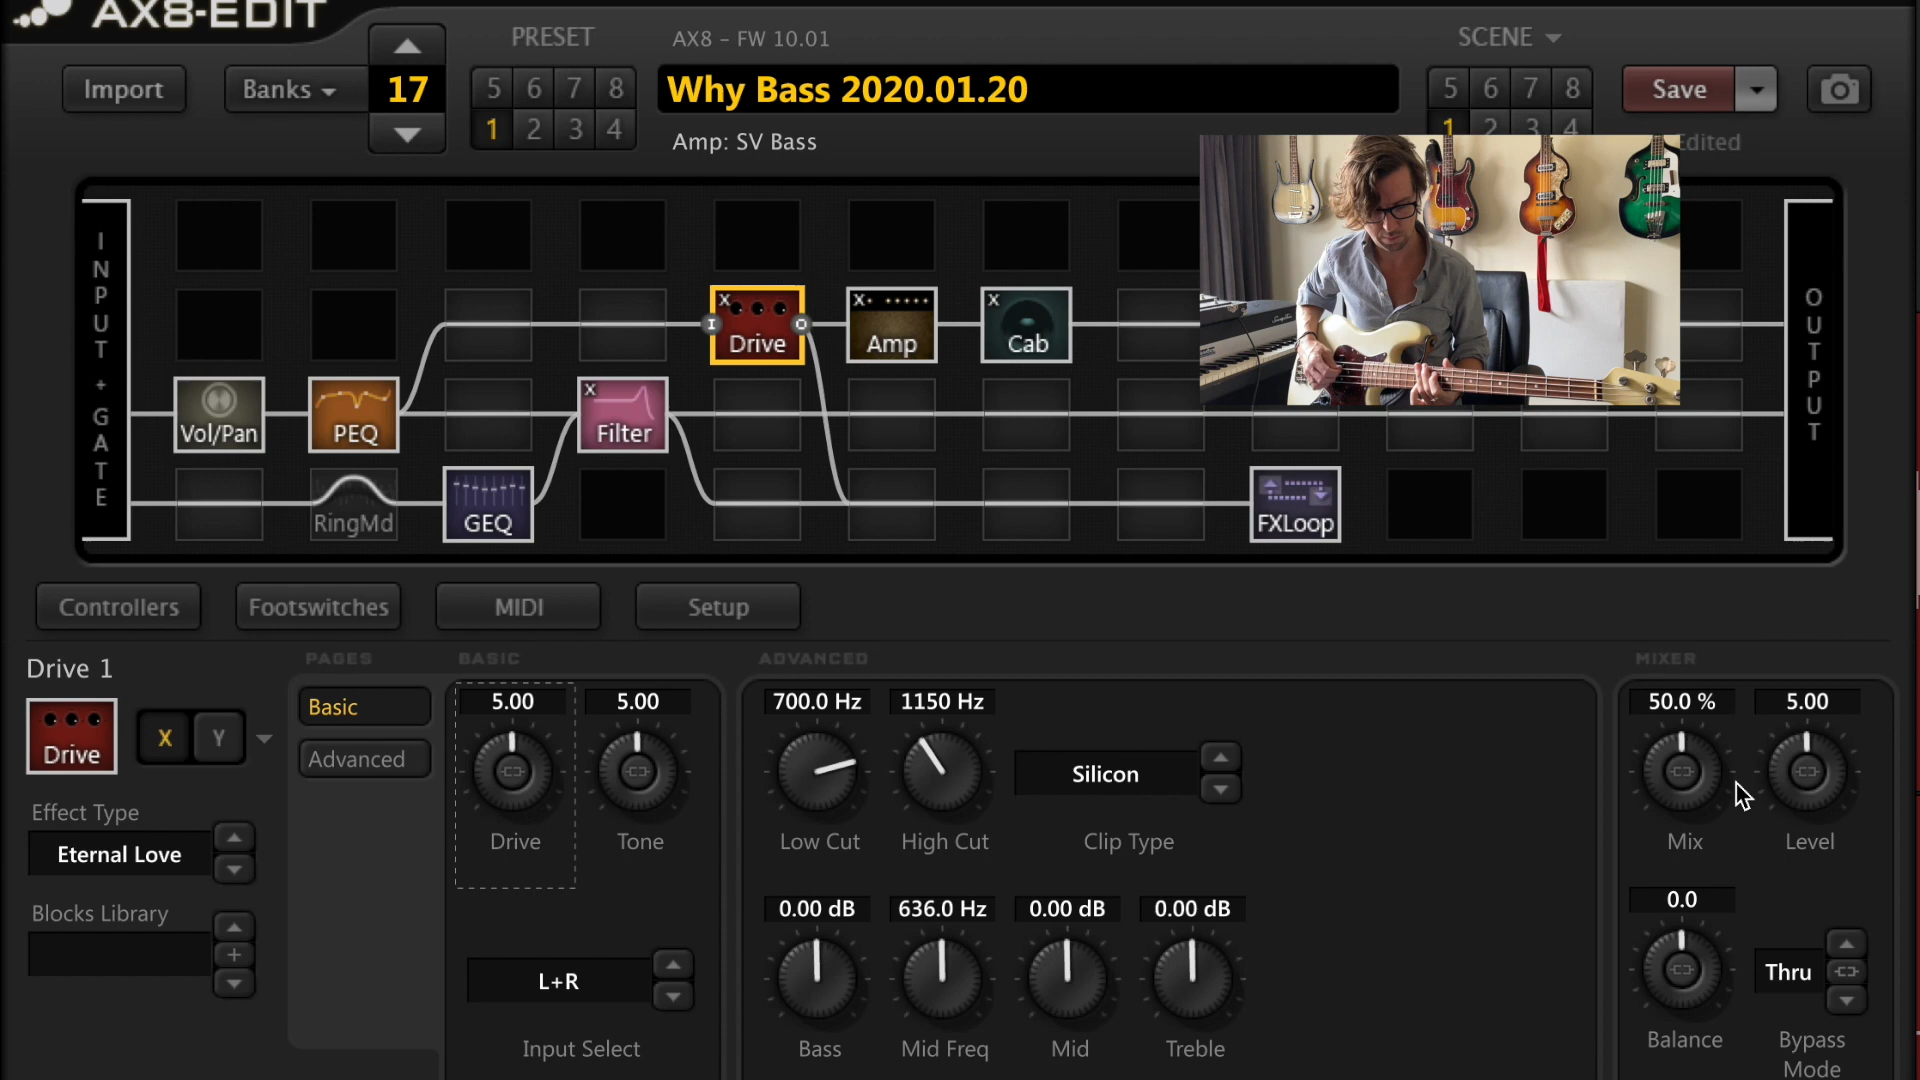 AX8-EDIT
PRESET
AX8 – FW 10.01
SCENE
Import
Banks
17
5 6 7 8
1 2 3 4
Why Bass 2020.01.20
Amp: SV Bass
5 6 7 8
1 2 3 4
Save
Edited
INPUT + GATE
OUTPUT
X
Drive
X
Amp
X
Cab
Vol/Pan
PEQ
X
Filter
RingMd
GEQ
FXLoop
Controllers
Footswitches
MIDI
Setup
Drive 1
PAGES
BASIC
ADVANCED
MIXER
Drive
X Y
Basic
Advanced
5.00
5.00
Drive
Tone
700.0 Hz
1150 Hz
Low Cut
High Cut
Silicon
Clip Type
50.0 %
5.00
Mix
Level
Effect Type
Eternal Love
Blocks Library
L+R
Input Select
0.00 dB
636.0 Hz
0.00 dB
0.00 dB
Bass
Mid Freq
Mid
Treble
0.0
Balance
Thru
Bypass
Mode